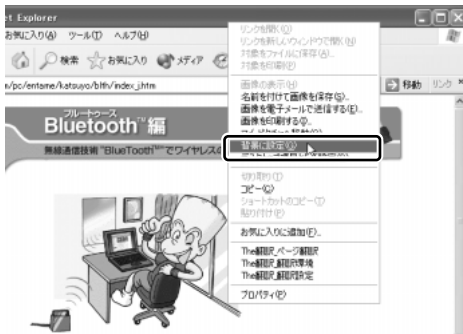 et Explorer
お気に入り(A) ツール(T) ヘルプ(H)
検索 お気に入り メディア
m/pc/entame/katsuyo/blth/index_j.htm
移動 リンク »
ブルートゥース
Bluetooth™編
無線通信技術 "BlueTooth™"でワイヤレスの
リンクを開く(O)
リンクを新しいウィンドウで開く(N)
対象をファイルに保存(A)...
対象を印刷(P)
画像の表示(H)
名前を付けて画像を保存(S)...
画像を電子メールで送信する(E)...
画像を印刷する(I)...
背景に設定(G)
切り取り(T)
コピー(C)
ショートカットのコピー(T)
貼り付け(P)
お気に入りに追加(F)...
The翻訳_ページ翻訳
The翻訳_翻訳環境
The翻訳_翻訳設定
プロパティ(P)